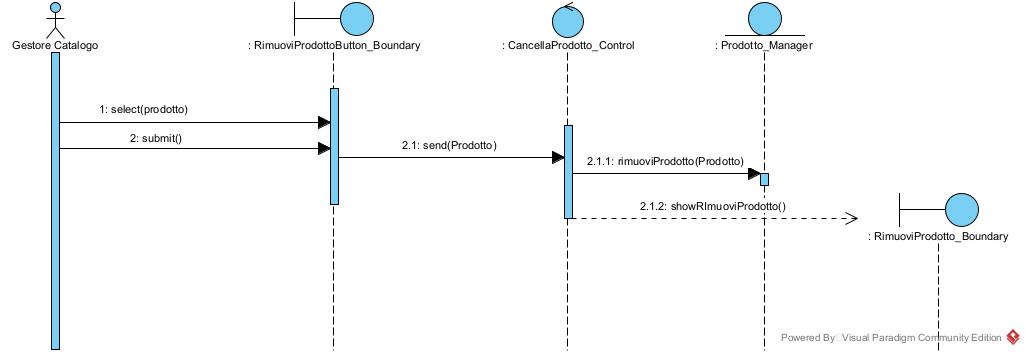 Gestore Catalogo
: RimuoviProdottoButton_Boundary
: CancellaProdotto_Control
: Prodotto_Manager
1: select(prodotto)
2: submit()
2.1: send(Prodotto)
2.1.1: rimuoviProdotto(Prodotto)
2.1.2: showRImuoviProdotto()
: RimuoviProdotto_Boundary
Powered By Visual Paradigm Community Edition